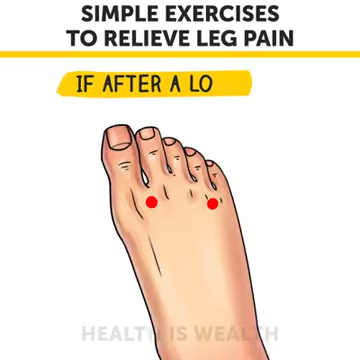 SIMPLE EXERCISES
TO RELIEVE LEG PAIN
IF AFTER A LO
HEALTH IS WEALTH